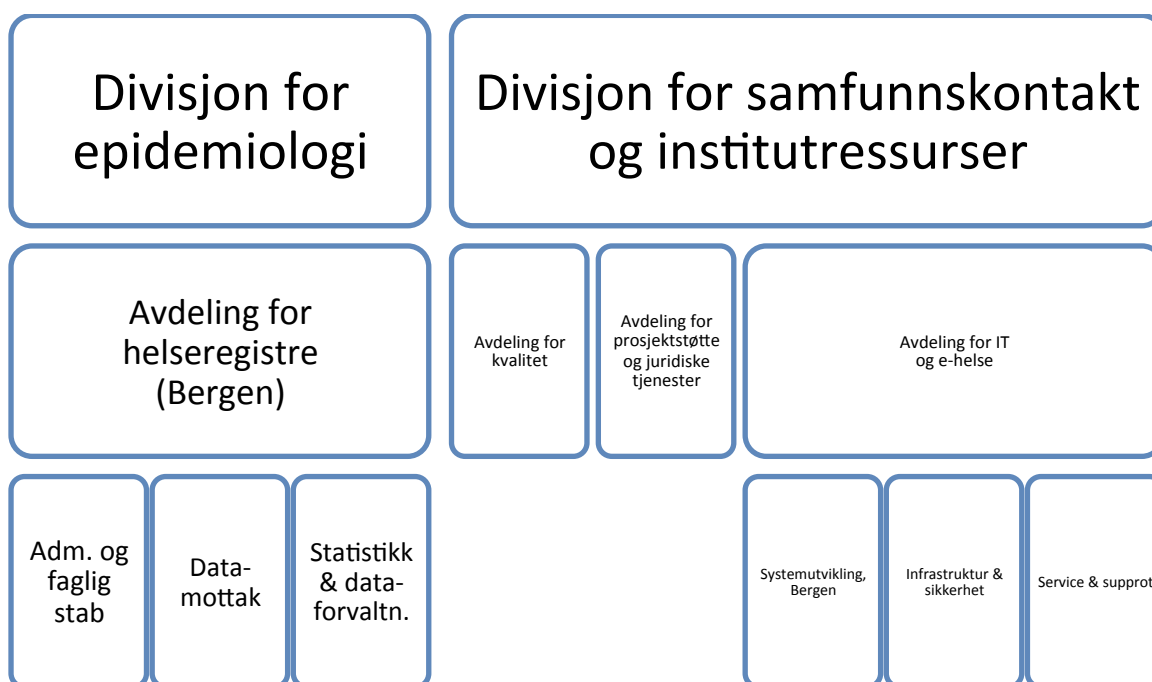 Divisjon for
epidemiologi
Divisjon for samfunnskontakt
og institutressurser
Avdeling for
helseregistre
(Bergen)
Avdeling for
kvalitet
Avdeling for
prosjektstøtte
og juridiske
tjenester
Avdeling for IT
og e-helse
Adm. og
faglig
stab
Data-
mottak
Statistikk
& data-
forvaltn.
Systemutvikling,
Bergen
Infrastruktur &
sikkerhet
Service & supprot